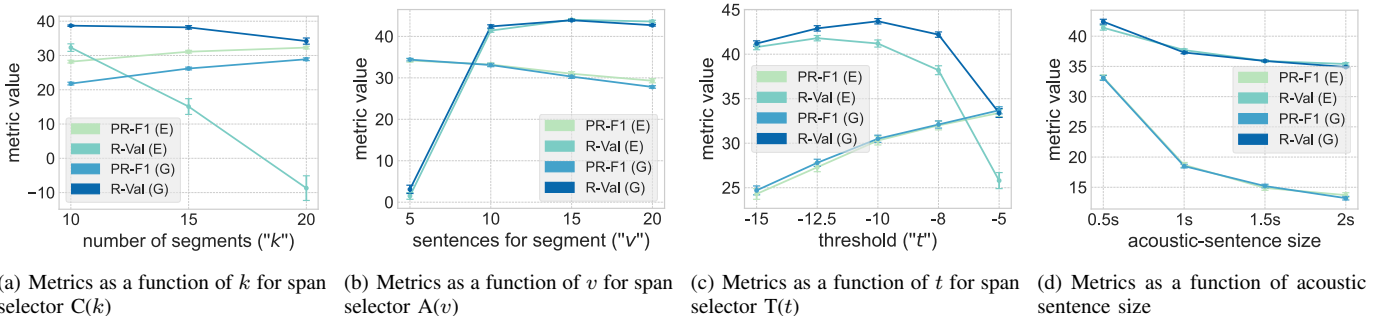 metric value
40
30
20
10
0
−10
PR-F1 (E)
R-Val (E)
PR-F1 (G)
R-Val (G)
10 15 20
number of segments ("k")
(a) Metrics as a function of k for span
selector C(k)
metric value
40
30
20
10
0
PR-F1 (E)
R-Val (E)
PR-F1 (G)
R-Val (G)
5 10 15 20
sentences for segment ("v")
(b) Metrics as a function of v for span
selector A(v)
metric value
45
40
35
30
25
PR-F1 (E)
R-Val (E)
PR-F1 (G)
R-Val (G)
-15 -12.5 -10 -8 -5
threshold ("t")
(c) Metrics as a function of t for span
selector T(t)
metric value
40
35
30
25
20
15
PR-F1 (E)
R-Val (E)
PR-F1 (G)
R-Val (G)
0.5s 1s 1.5s 2s
acoustic-sentence size
(d) Metrics as a function of acoustic
sentence size